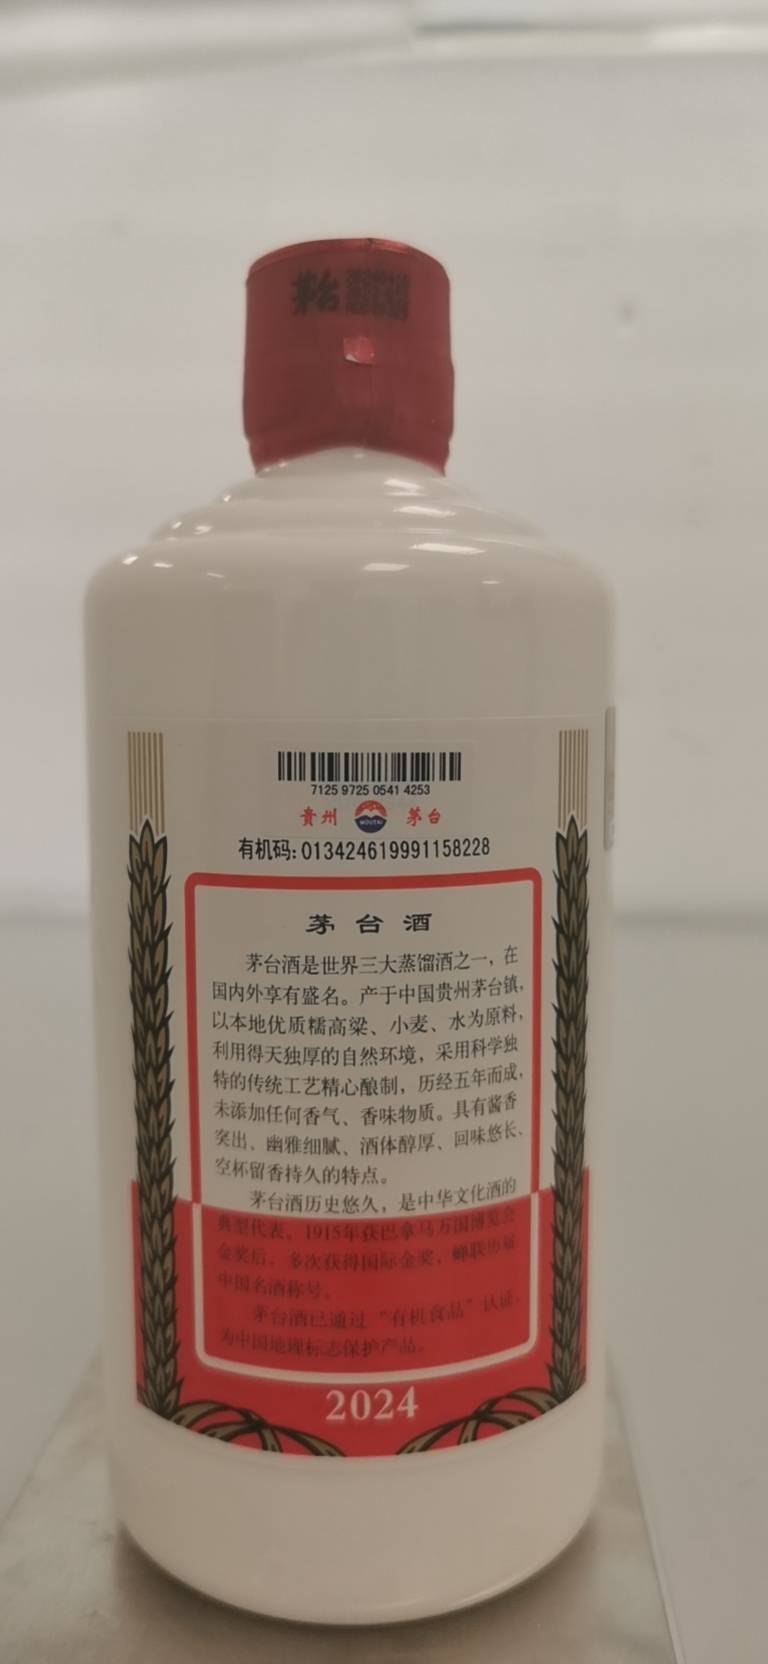 茅台
7125 9725 0541 4253
贵州 MOUTAI 茅台
有机码:013424619991158228
茅台酒
茅台酒是世界三大蒸馏酒之一，在
国内外享有盛名。产于中国贵州茅台镇，
以本地优质糯高粱、小麦、水为原料，
利用得天独厚的自然环境，采用科学独
特的传统工艺精心酿制，历经五年而成，
未添加任何香气、香味物质。具有酱香
突出、幽雅细腻、酒体醇厚、回味悠长、
空杯留香持久的特点。
茅台酒历史悠久，是中华文化酒的
典型代表。1915年获巴拿马万国博览会
金奖后，多次获得国际金奖，蝉联历届
中国名酒称号。
茅台酒已通过“有机食品”认证，
为中国地理标志保护产品。
2024